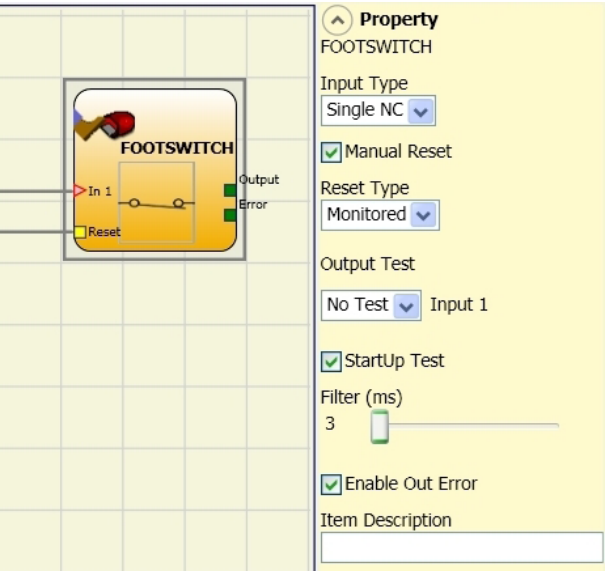 FOOTSWITCH
In 1
Output
Error
Reset
Property
FOOTSWITCH
Input Type
Single NC
Manual Reset
Reset Type
Monitored
Output Test
No Test Input 1
StartUp Test
Filter (ms)
3
Enable Out Error
Item Description